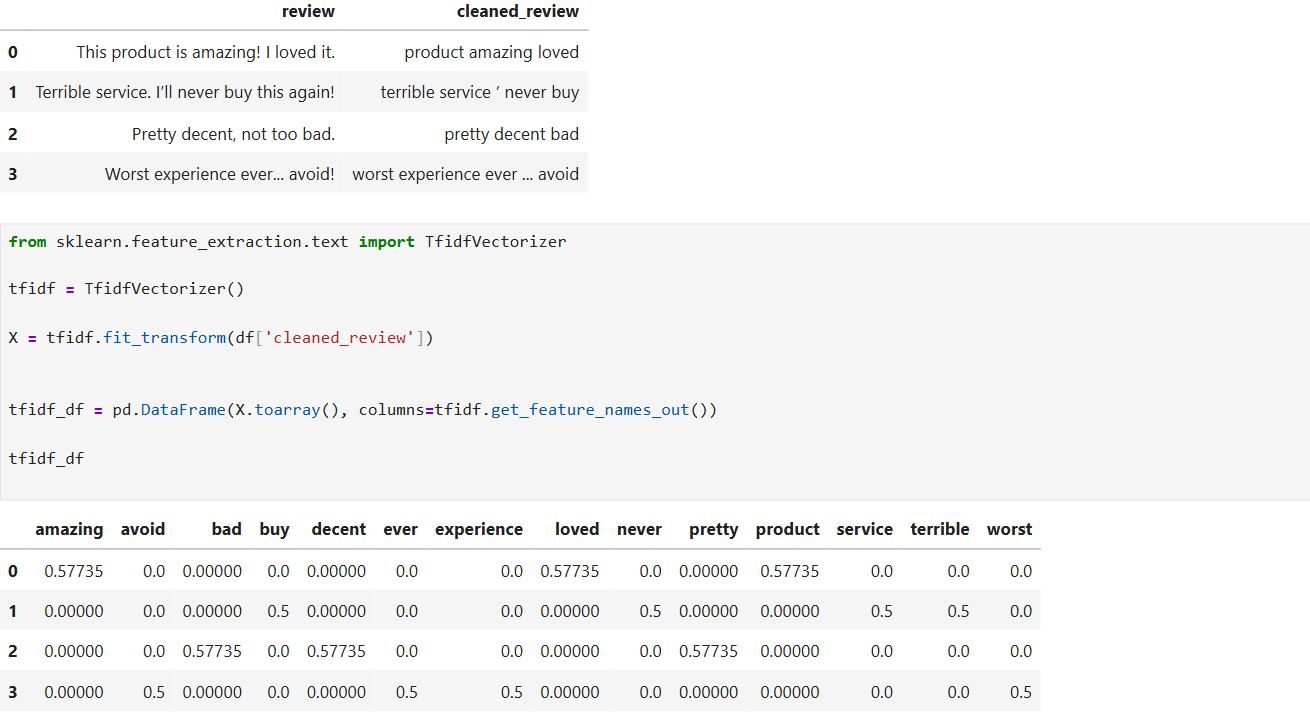 review cleaned_review
0 This product is amazing! I loved it. product amazing loved
1 Terrible service. I’ll never buy this again! terrible service ’ never buy
2 Pretty decent, not too bad. pretty decent bad
3 Worst experience ever... avoid! worst experience ever ... avoid
from sklearn.feature_extraction.text import TfidfVectorizer
tfidf = TfidfVectorizer()
X = tfidf.fit_transform(df['cleaned_review'])
tfidf_df = pd.DataFrame(X.toarray(), columns=tfidf.get_feature_names_out())
tfidf_df
amazing avoid bad buy decent ever experience loved never pretty product service terrible worst
0 0.57735 0.0 0.00000 0.0 0.00000 0.0 0.0 0.57735 0.0 0.00000 0.57735 0.0 0.0 0.0
1 0.00000 0.0 0.00000 0.5 0.00000 0.0 0.0 0.00000 0.5 0.00000 0.00000 0.5 0.5 0.0
2 0.00000 0.0 0.57735 0.0 0.57735 0.0 0.0 0.00000 0.0 0.57735 0.00000 0.0 0.0 0.0
3 0.00000 0.5 0.00000 0.0 0.00000 0.5 0.5 0.00000 0.0 0.00000 0.00000 0.0 0.0 0.5